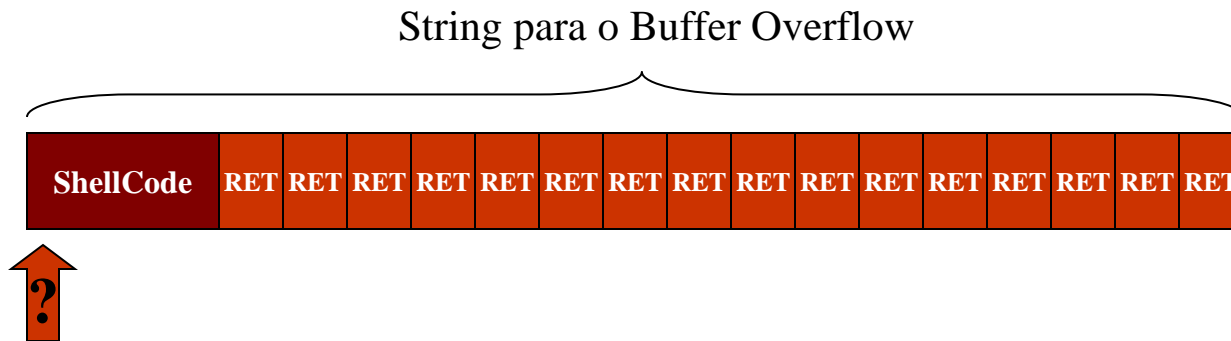 String para o Buffer Overflow
ShellCode RET RET RET RET RET RET RET RET RET RET RET RET RET RET RET RET
?